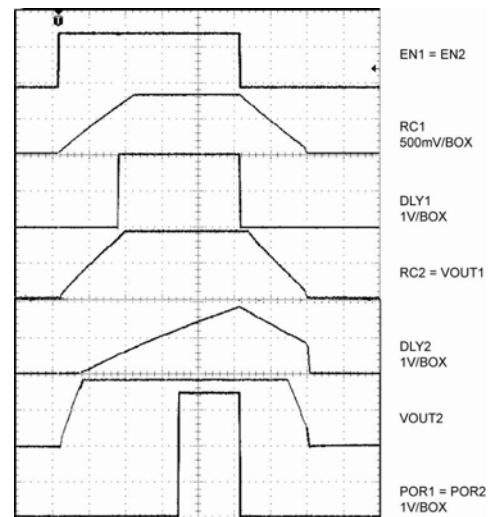 EN1 = EN2
RC1
500mV/BOX
DLY1
1V/BOX
RC2 = VOUT1
DLY2
1V/BOX
VOUT2
POR1 = POR2
1V/BOX